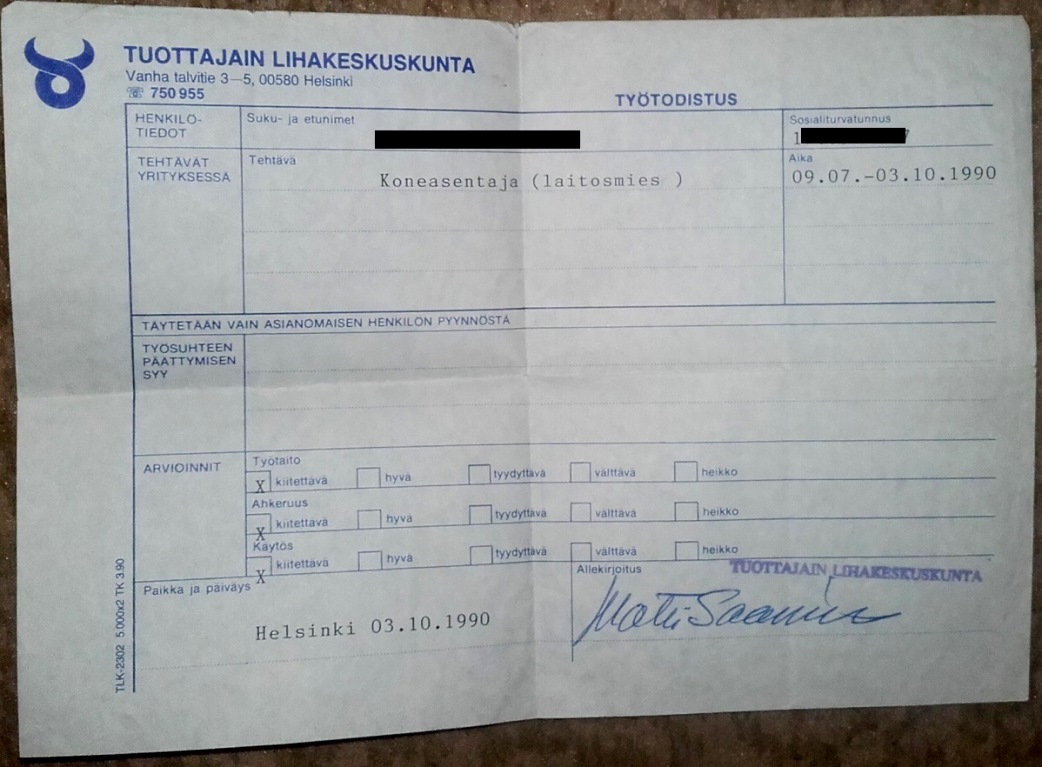 TUOTTAJAIN LIHAKESKUSKUNTA
Vanha talvitie 3–5, 00580 Helsinki
☏ 750 955
TYÖTODISTUS
HENKILÖ-
TIEDOT
Suku- ja etunimet
Sosialiturvatunnus
1 7
TEHTÄVÄT
YRITYKSESSÄ
Tehtävä
Koneasentaja (laitosmies )
Aika
09.07.-03.10.1990
TÄYTETÄÄN VAIN ASIANOMAISEN HENKILÖN PYYNNÖSTÄ
TYÖSUHTEEN
PÄÄTTYMISEN
SYY
ARVIOINNIT
Työtaito
X kiitettävä hyvä tyydyttävä välttävä heikko
Ahkeruus
X kiitettävä hyvä tyydyttävä välttävä heikko
Käytös
X kiitettävä hyvä tyydyttävä välttävä heikko
Paikka ja päiväys
Helsinki 03.10.1990
Allekirjoitus
TUOTTAJAIN LIHAKESKUSKUNTA
TLK-2302 5.000x2 TK 3.90